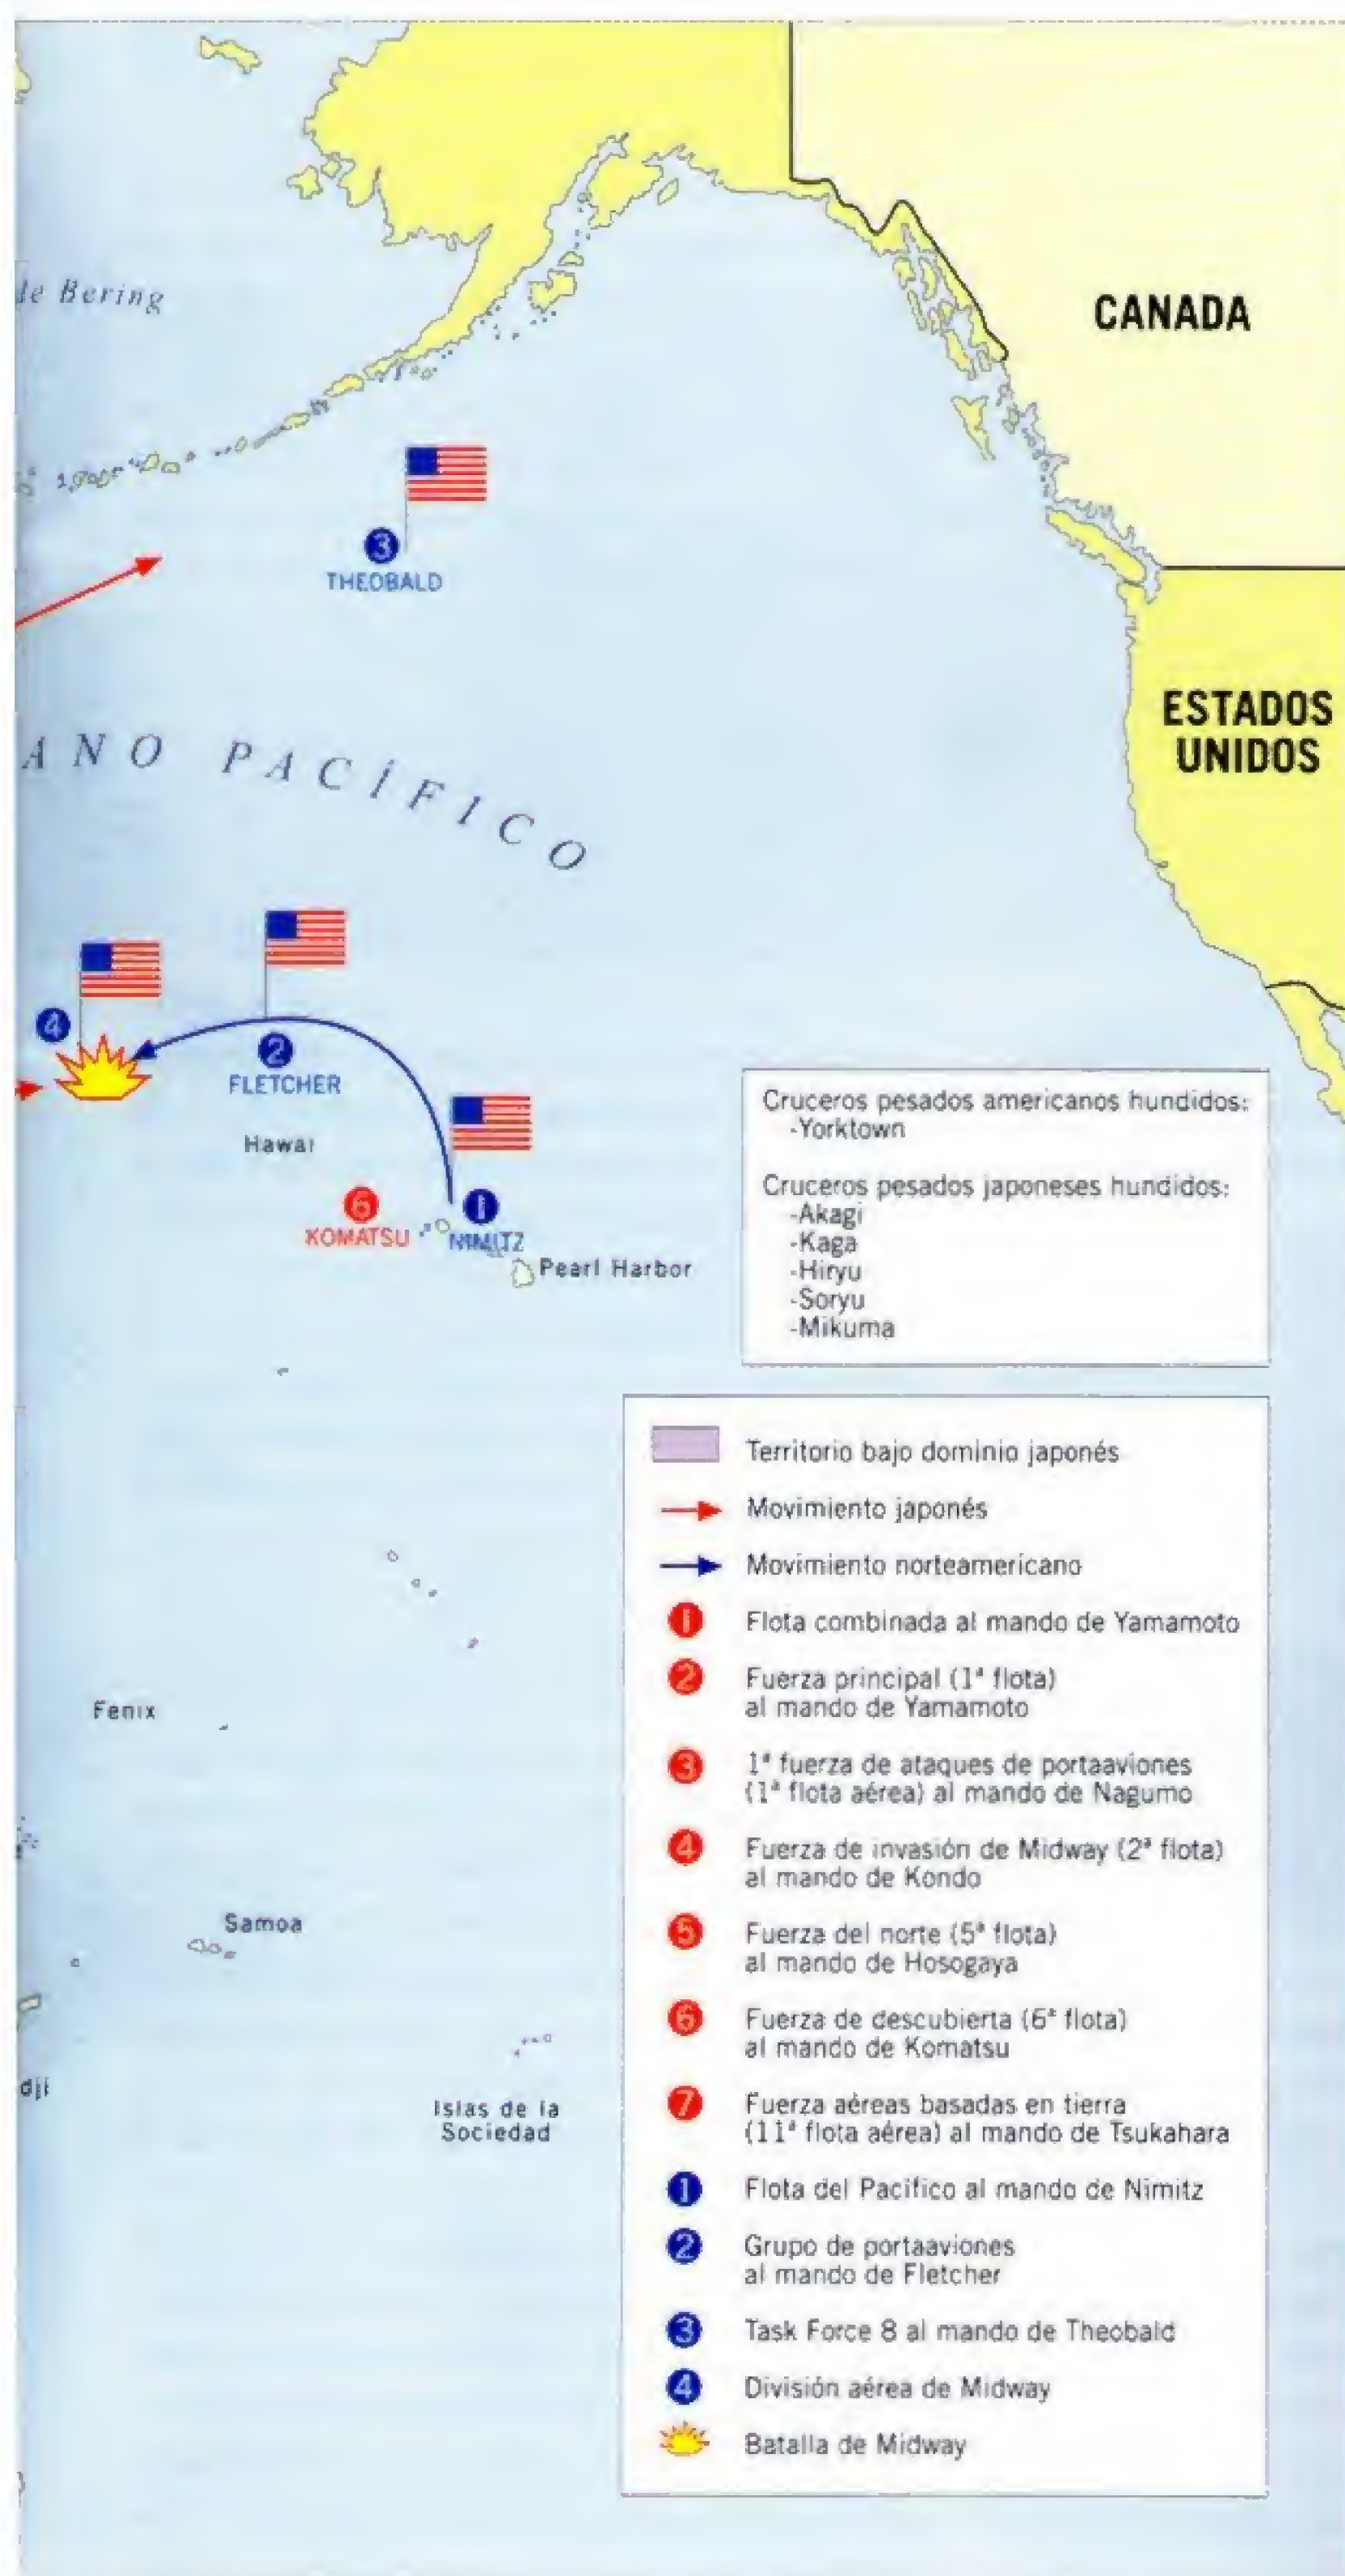 de Bering
CANADA
3
THEOBALD
ESTADOS
UNIDOS
ANO PACÍFICO
4
2
FLETCHER
Hawai
6
KOMATSU
1
NIMITZ
Pearl Harbor
Cruceros pesados americanos hundidos:
-Yorktown
Cruceros pesados japoneses hundidos:
-Akagi
-Kaga
-Hiryu
-Soryu
-Mikuma
Territorio bajo dominio japonés
Movimiento japonés
Movimiento norteamericano
1 Flota combinada al mando de Yamamoto
2 Fuerza principal (1ª flota)
al mando de Yamamoto
3 1ª fuerza de ataques de portaaviones
(1ª flota aérea) al mando de Nagumo
4 Fuerza de invasión de Midway (2ª flota)
al mando de Kondo
5 Fuerza del norte (5ª flota)
al mando de Hosogaya
6 Fuerza de descubierta (6ª flota)
al mando de Komatsu
7 Fuerza aéreas basadas en tierra
(11ª flota aérea) al mando de Tsukahara
1 Flota del Pacífico al mando de Nimitz
2 Grupo de portaaviones
al mando de Fletcher
3 Task Force 8 al mando de Theobald
4 División aérea de Midway
Batalla de Midway
Fenix
Samoa
dji
Islas de la
Sociedad